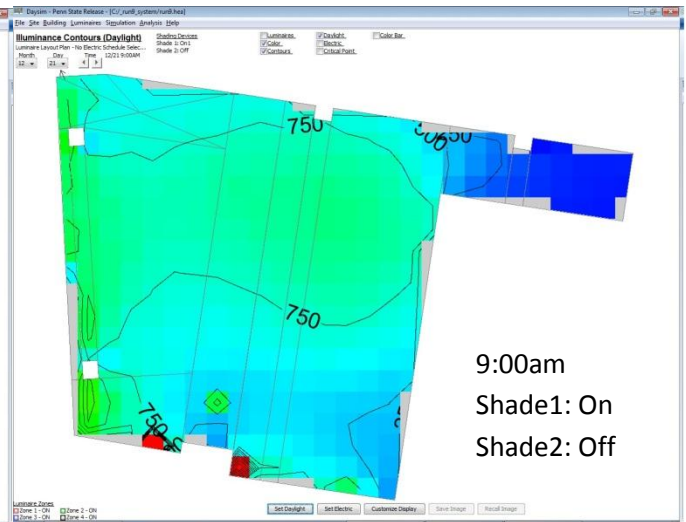 Daysim - Penn State Release - [C:/_run9_system/run9.hea]
File Site Building Luminaires Simulation Analysis Help
Illuminance Contours (Daylight)
Luminaire Layout Plan - No Electric Schedule Selec...
Month Day Time 12/21 9:00AM
12 21
Shading Devices
Shade 1: On1
Shade 2: Off
Luminaires Daylight Color Bar
Color Electric
Contours Critical Point
750
750
750
9:00am
Shade1: On
Shade2: Off
Luminaire Zones
Zone 1 - ON Zone 2 - ON
Zone 3 - ON Zone 4 - ON
Set Daylight Set Electric Customize Display Save Image Recall Image